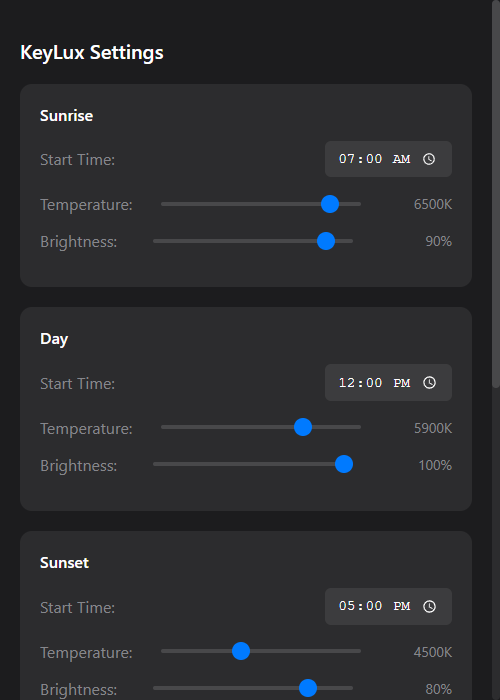 KeyLux Settings
Sunrise
Start Time: 07:00 AM
Temperature: 6500K
Brightness: 90%
Day
Start Time: 12:00 PM
Temperature: 5900K
Brightness: 100%
Sunset
Start Time: 05:00 PM
Temperature: 4500K
Brightness: 80%